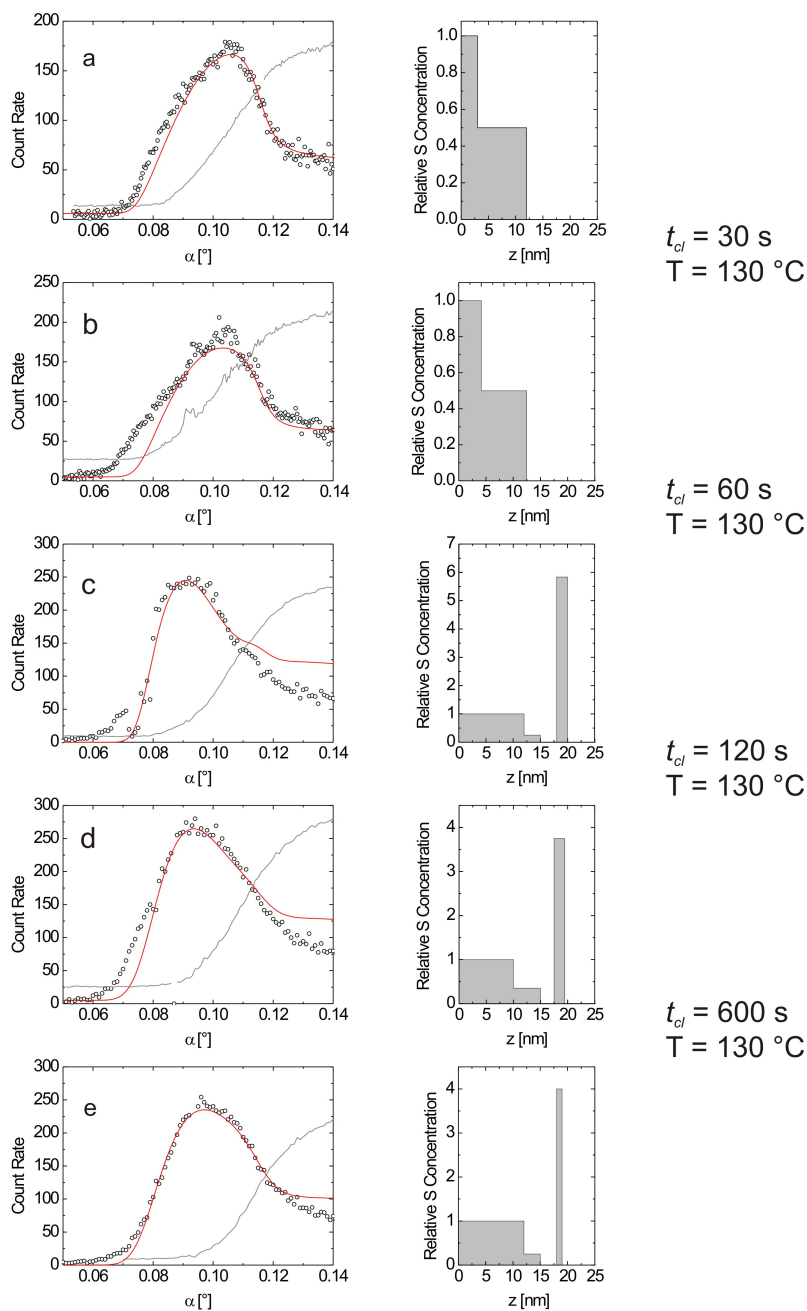 200
150
100
50
0
Count Rate
a
0.06 0.08 0.10 0.12 0.14
α [°]
1.0
0.8
0.6
0.4
0.2
0.0
Relative S Concentration
0 5 10 15 20 25
z [nm]
t_cl = 30 s
T = 130 °C
250
200
150
100
50
0
Count Rate
b
0.06 0.08 0.10 0.12 0.14
α [°]
1.0
0.8
0.6
0.4
0.2
0.0
Relative S Concentration
0 5 10 15 20 25
z [nm]
t_cl = 60 s
T = 130 °C
300
250
200
150
100
50
0
Count Rate
c
0.06 0.08 0.10 0.12 0.14
α [°]
7
6
5
4
3
2
1
0
Relative S Concentration
0 5 10 15 20 25
z [nm]
t_cl = 120 s
T = 130 °C
300
250
200
150
100
50
0
Count Rate
d
0.06 0.08 0.10 0.12 0.14
α [°]
4
3
2
1
0
Relative S Concentration
0 5 10 15 20 25
z [nm]
t_cl = 600 s
T = 130 °C
300
250
200
150
100
50
0
Count Rate
e
0.06 0.08 0.10 0.12 0.14
α [°]
4
3
2
1
0
Relative S Concentration
0 5 10 15 20 25
z [nm]